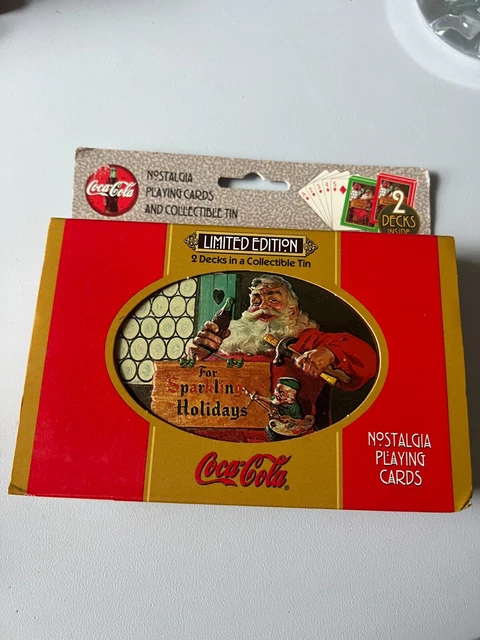 Coca-Cola
NOSTALGIA
PLAYING CARDS
AND COLLECTIBLE TIN
2
DECKS
INSIDE
LIMITED EDITION
2 Decks in a Collectible Tin
For
Sparkling
Holidays
Coca-Cola®
NOSTALGIA
PLAYING
CARDS